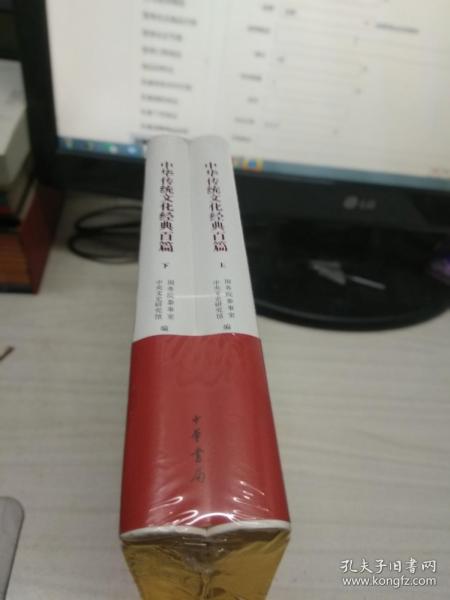 中华传统文化经典百篇
上
国务院参事室
中央文史研究馆
编
中华传统文化经典百篇
下
国务院参事室
中央文史研究馆
编
中華書局
LG
孔夫子旧书网
www.kongfz.com